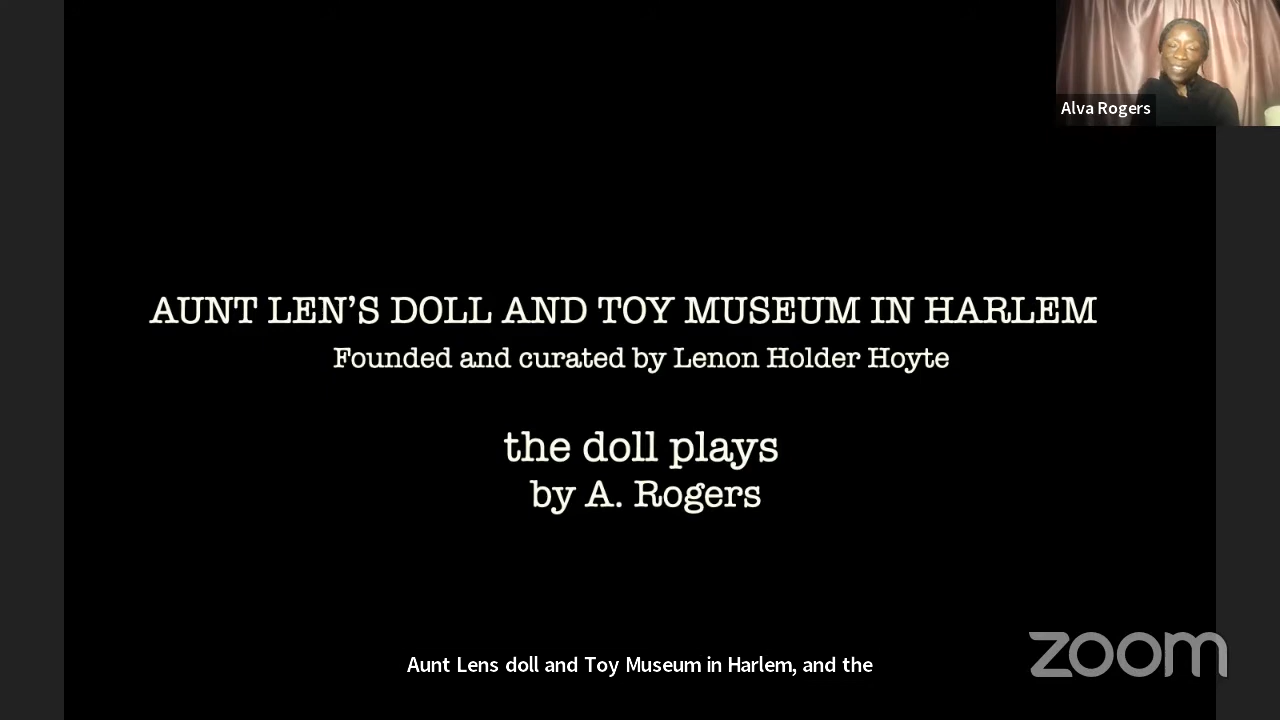 Alva Rogers
AUNT LEN’S DOLL AND TOY MUSEUM IN HARLEM
Founded and curated by Lenon Holder Hoyte
the doll plays
by A. Rogers
Aunt Lens doll and Toy Museum in Harlem, and the
zoom